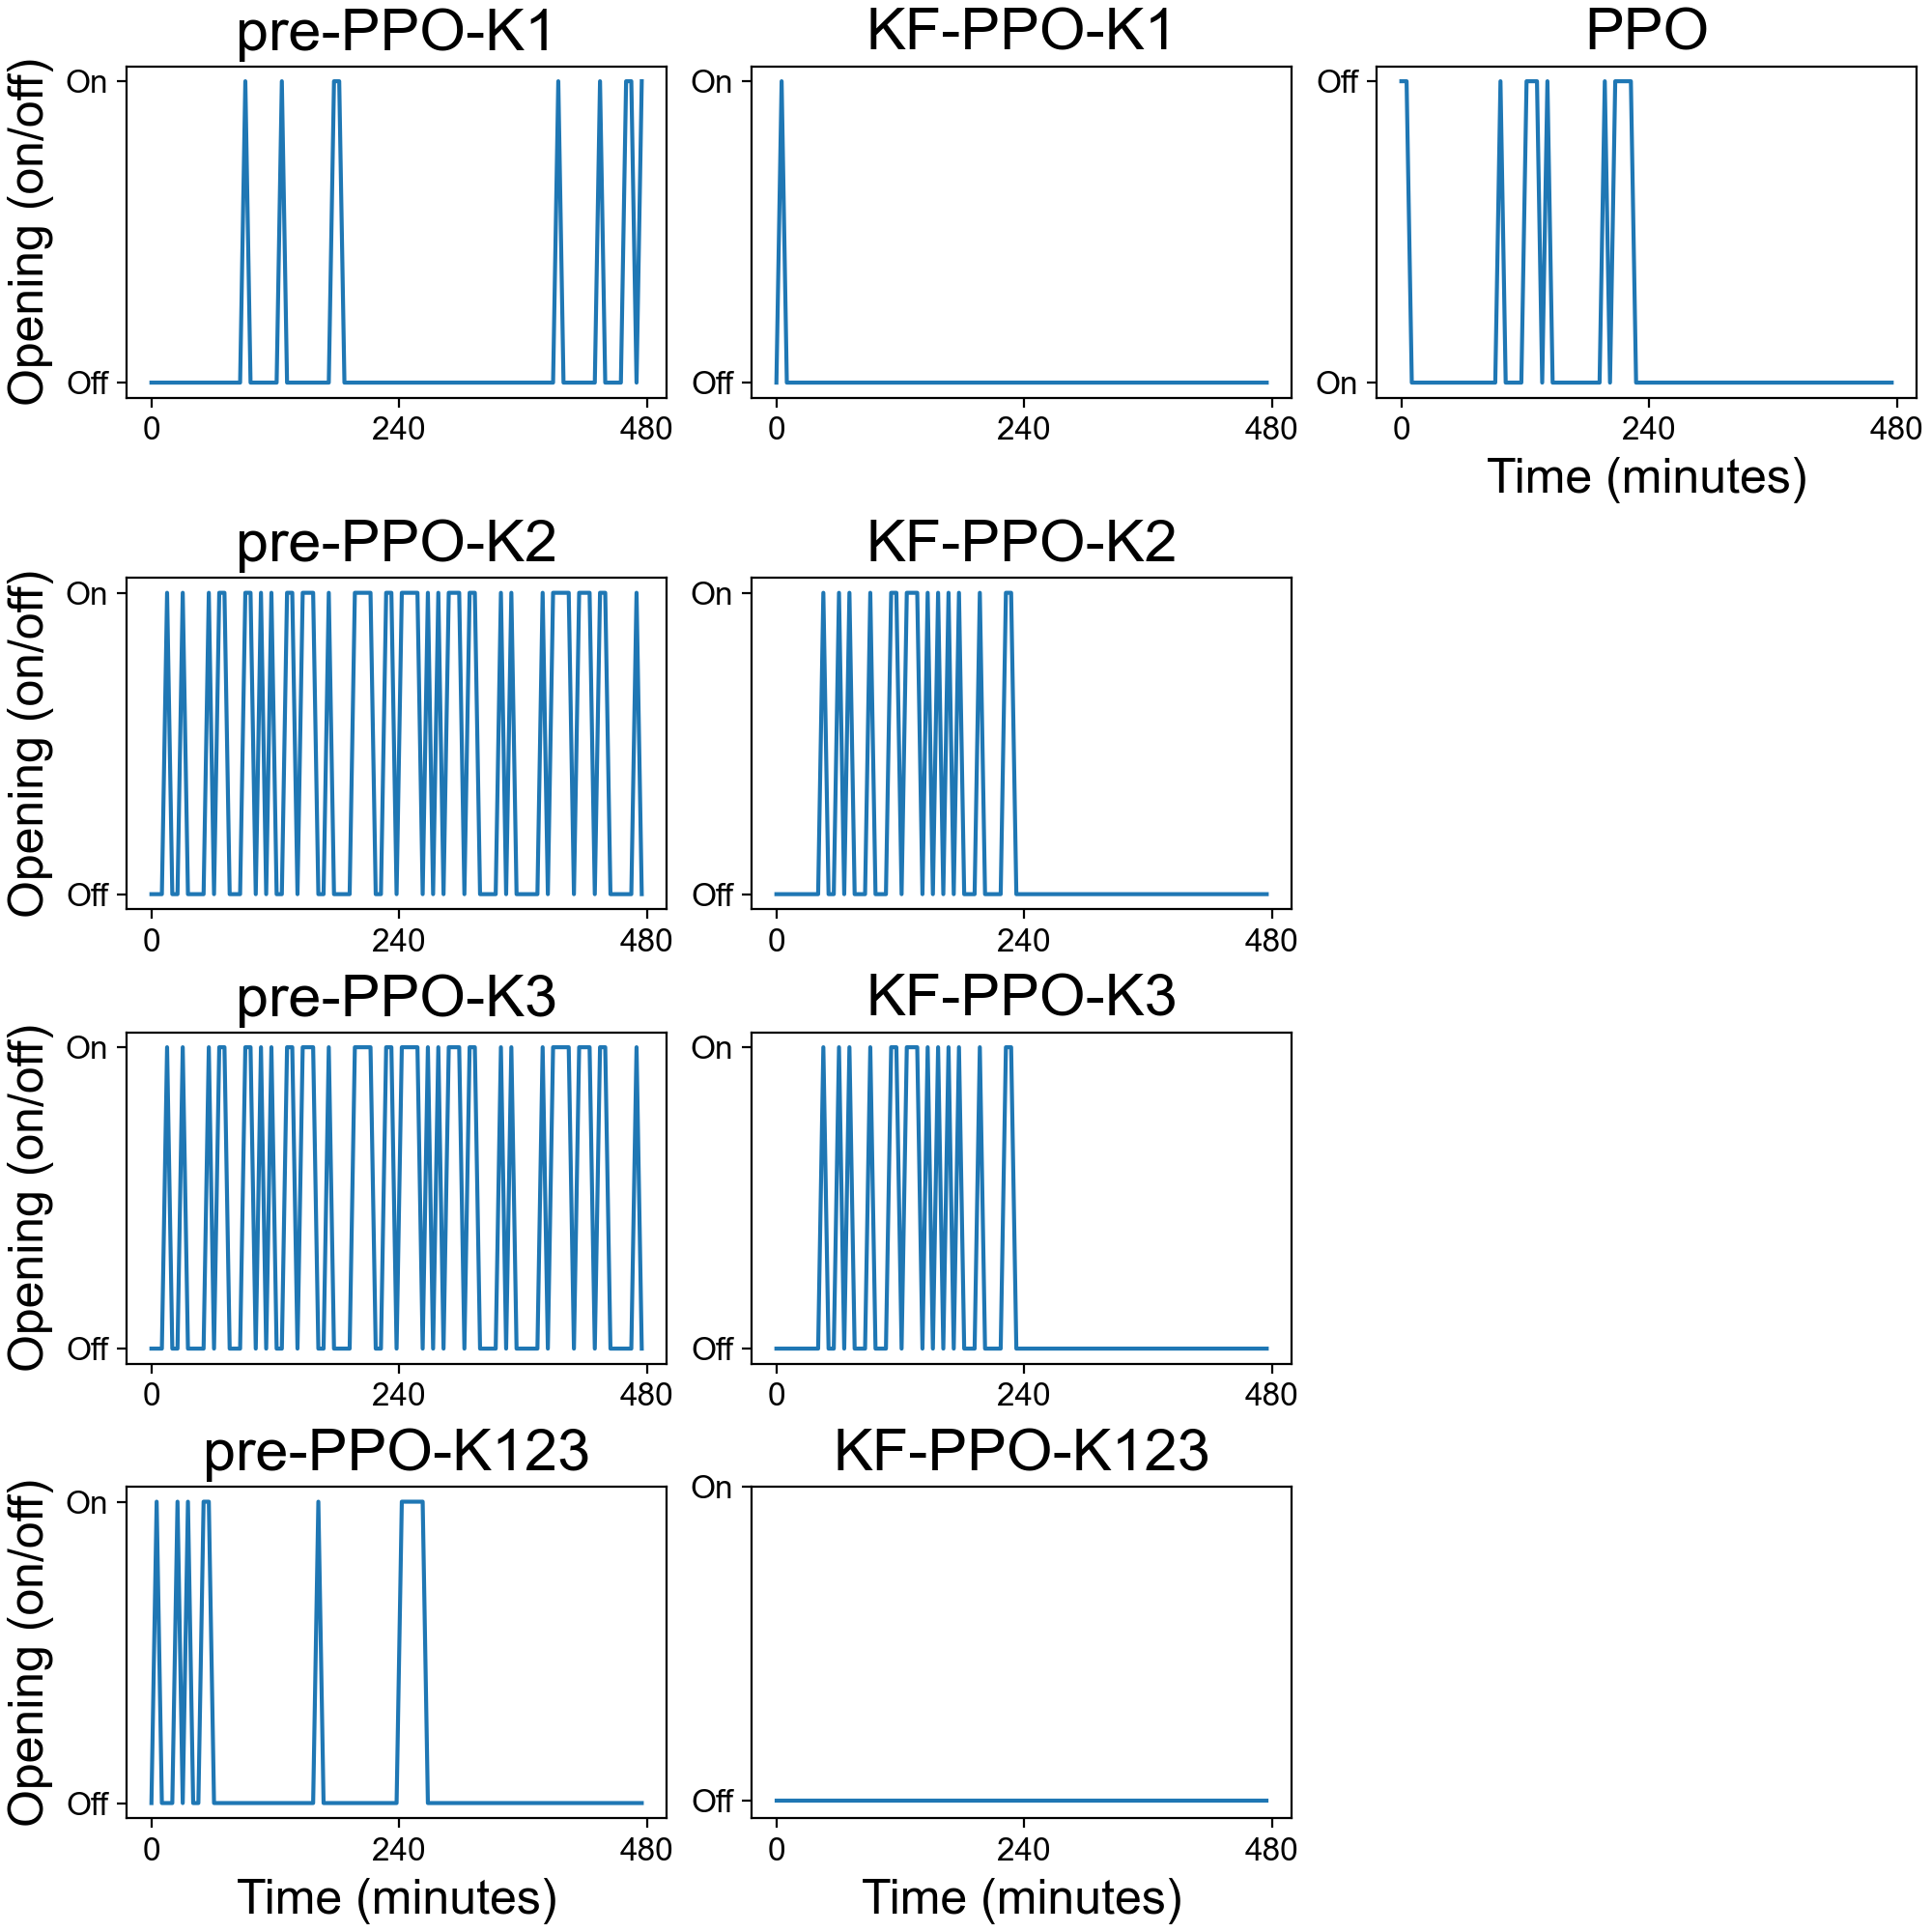 pre-PPO-K1
KF-PPO-K1
PPO
Opening (on/off)
On
Off
0 240 480
On
Off
0 240 480
Off
On
0 240 480
Time (minutes)
pre-PPO-K2
KF-PPO-K2
Opening (on/off)
On
Off
0 240 480
On
Off
0 240 480
pre-PPO-K3
KF-PPO-K3
Opening (on/off)
On
Off
0 240 480
On
Off
0 240 480
pre-PPO-K123
KF-PPO-K123
Opening (on/off)
On
Off
0 240 480
Time (minutes)
On
Off
0 240 480
Time (minutes)